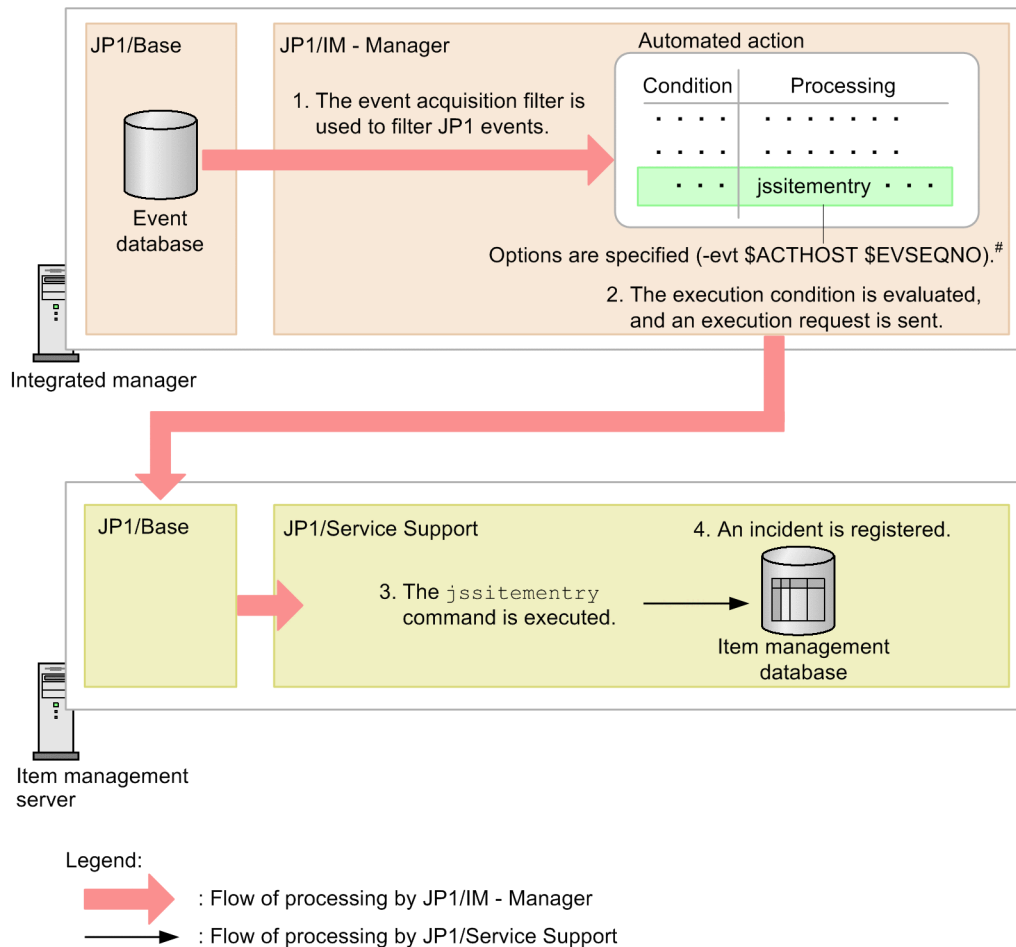 JP1/Base
JP1/IM - Manager
Automated action
Condition
Processing
1. The event acquisition filter is
used to filter JP1 events.
jssitementry
Event
database
Options are specified (-evt $ACTHOST $EVSEQNO).#
2. The execution condition is evaluated,
and an execution request is sent.
Integrated manager
JP1/Base
JP1/Service Support
4. An incident is registered.
3. The jssitementry
command is executed.
Item management
database
Item management
server
Legend:
: Flow of processing by JP1/IM - Manager
: Flow of processing by JP1/Service Support